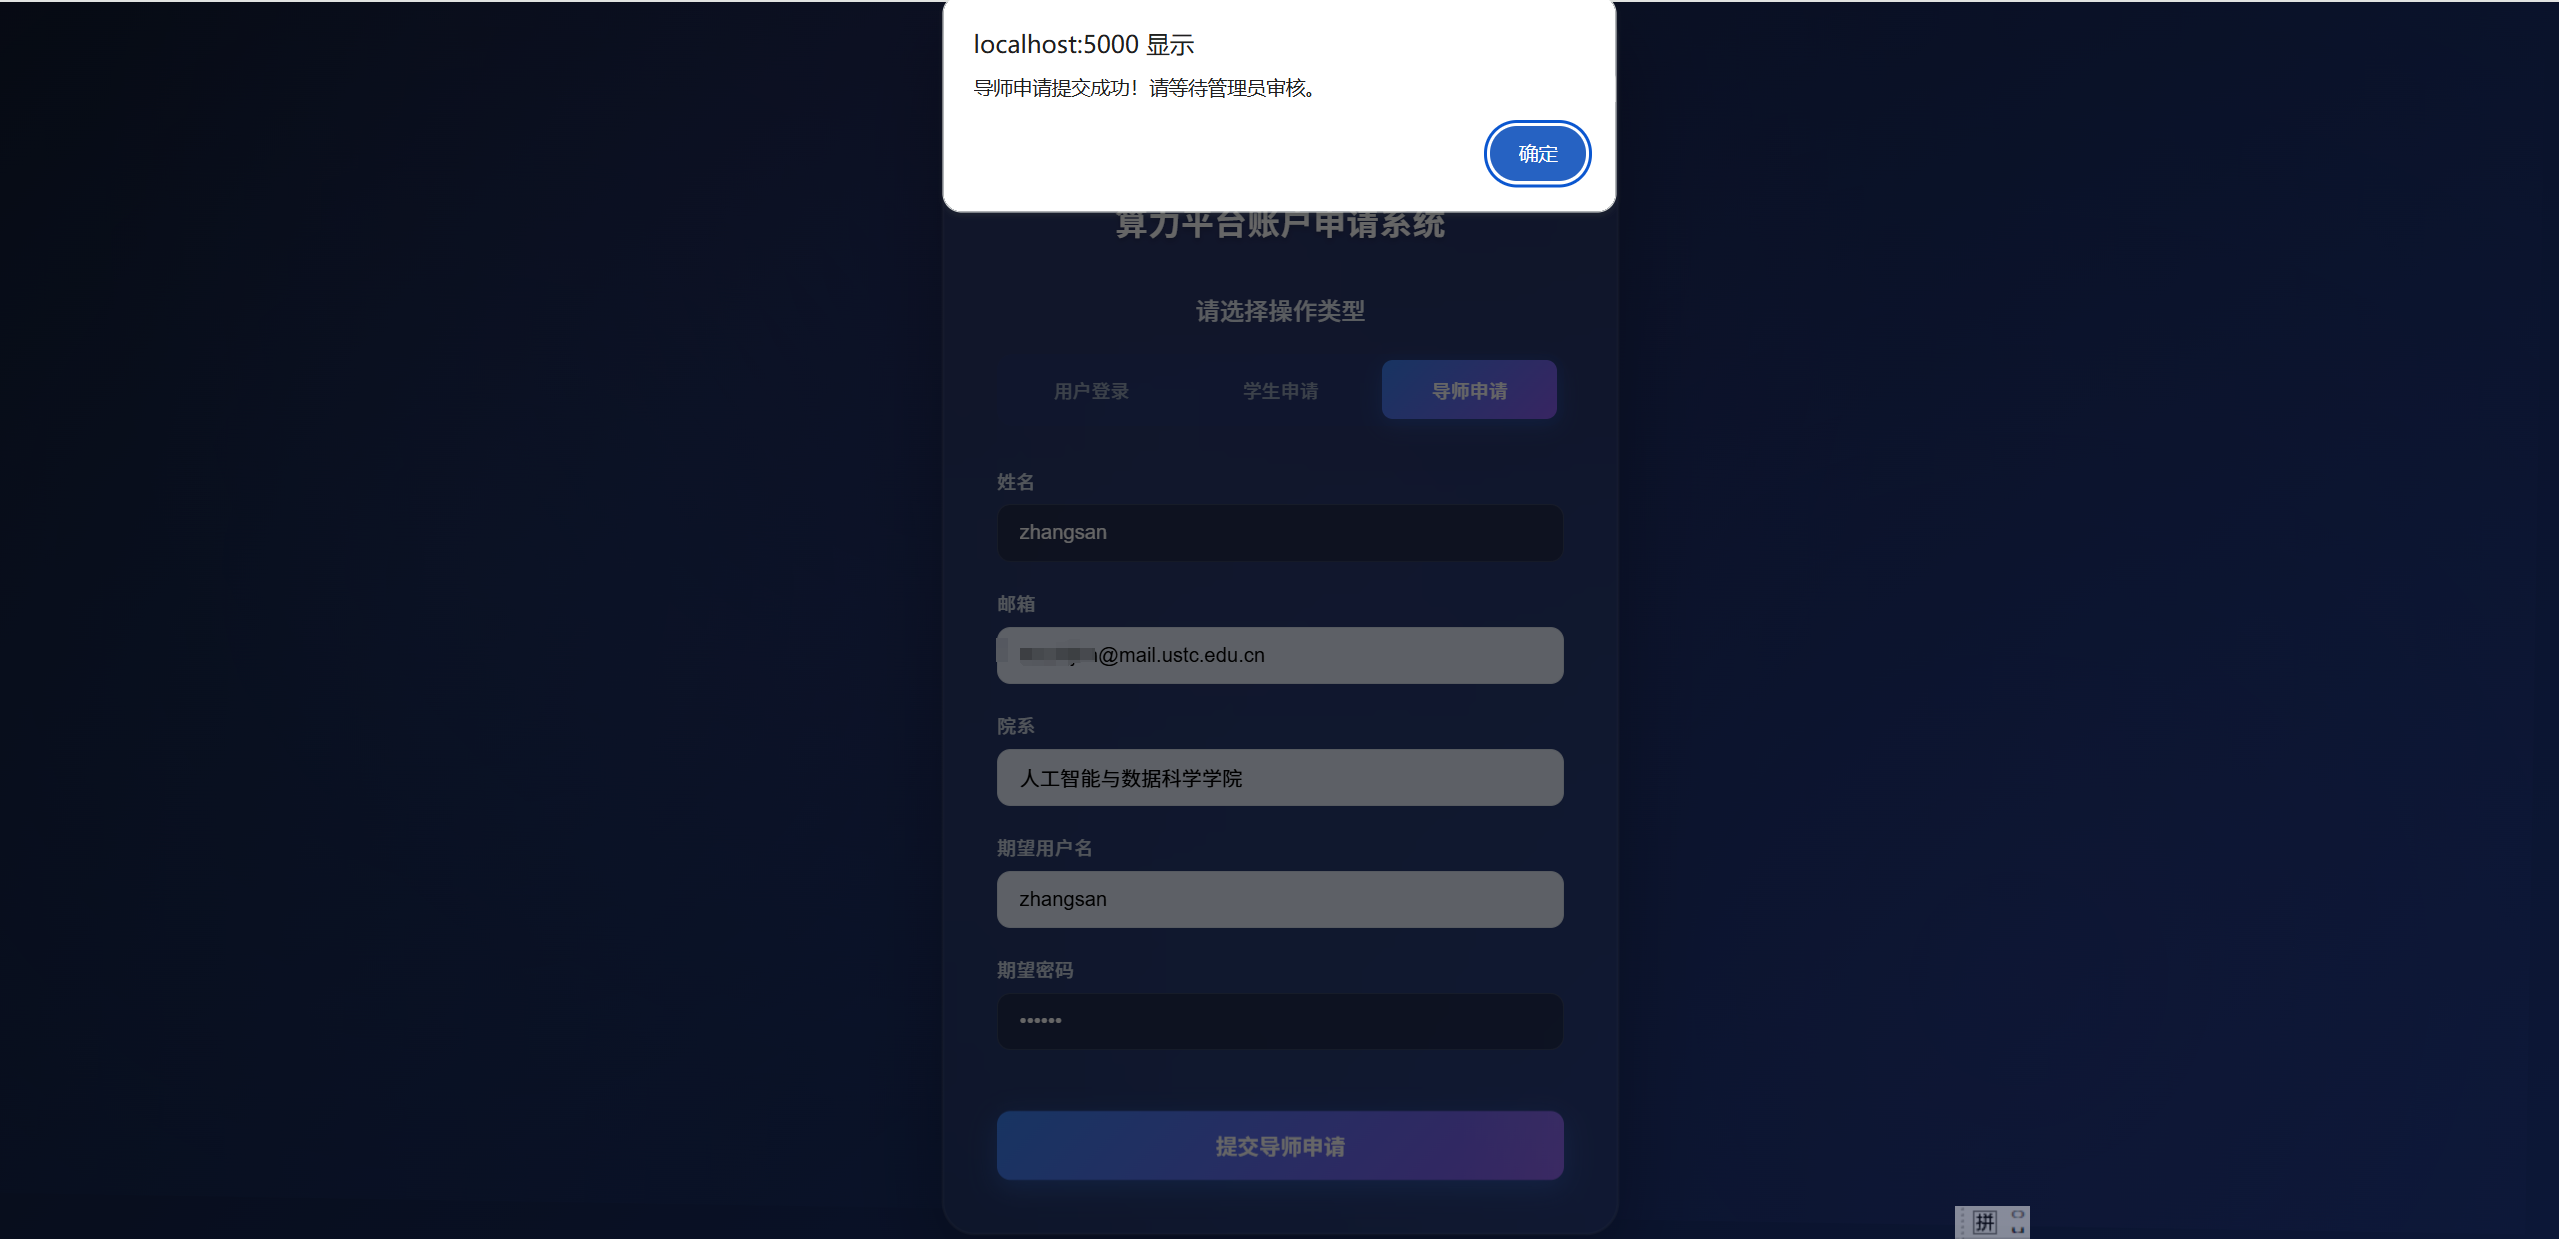 localhost:5000 显示
导师申请提交成功！请等待管理员审核。
确定
算力平台账户申请系统
请选择操作类型
用户登录
学生申请
导师申请
姓名
zhangsan
邮箱
@mail.ustc.edu.cn
院系
人工智能与数据科学学院
期望用户名
zhangsan
期望密码
••••••
提交导师申请
拼